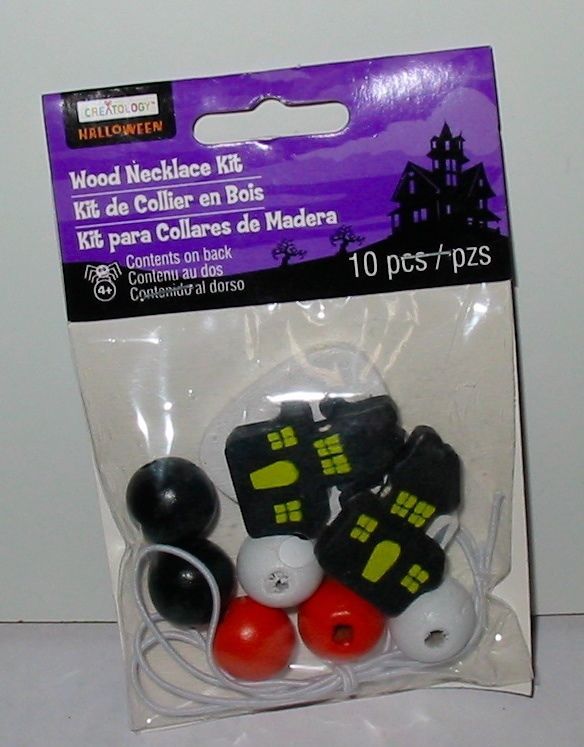 CREATOLOGY™
HALLOWEEN
Wood Necklace Kit
Kit de Collier en Bois
Kit para Collares de Madera
Contents on back
Contenu au dos
Contenido al dorso
4+
10 pcs / pzs